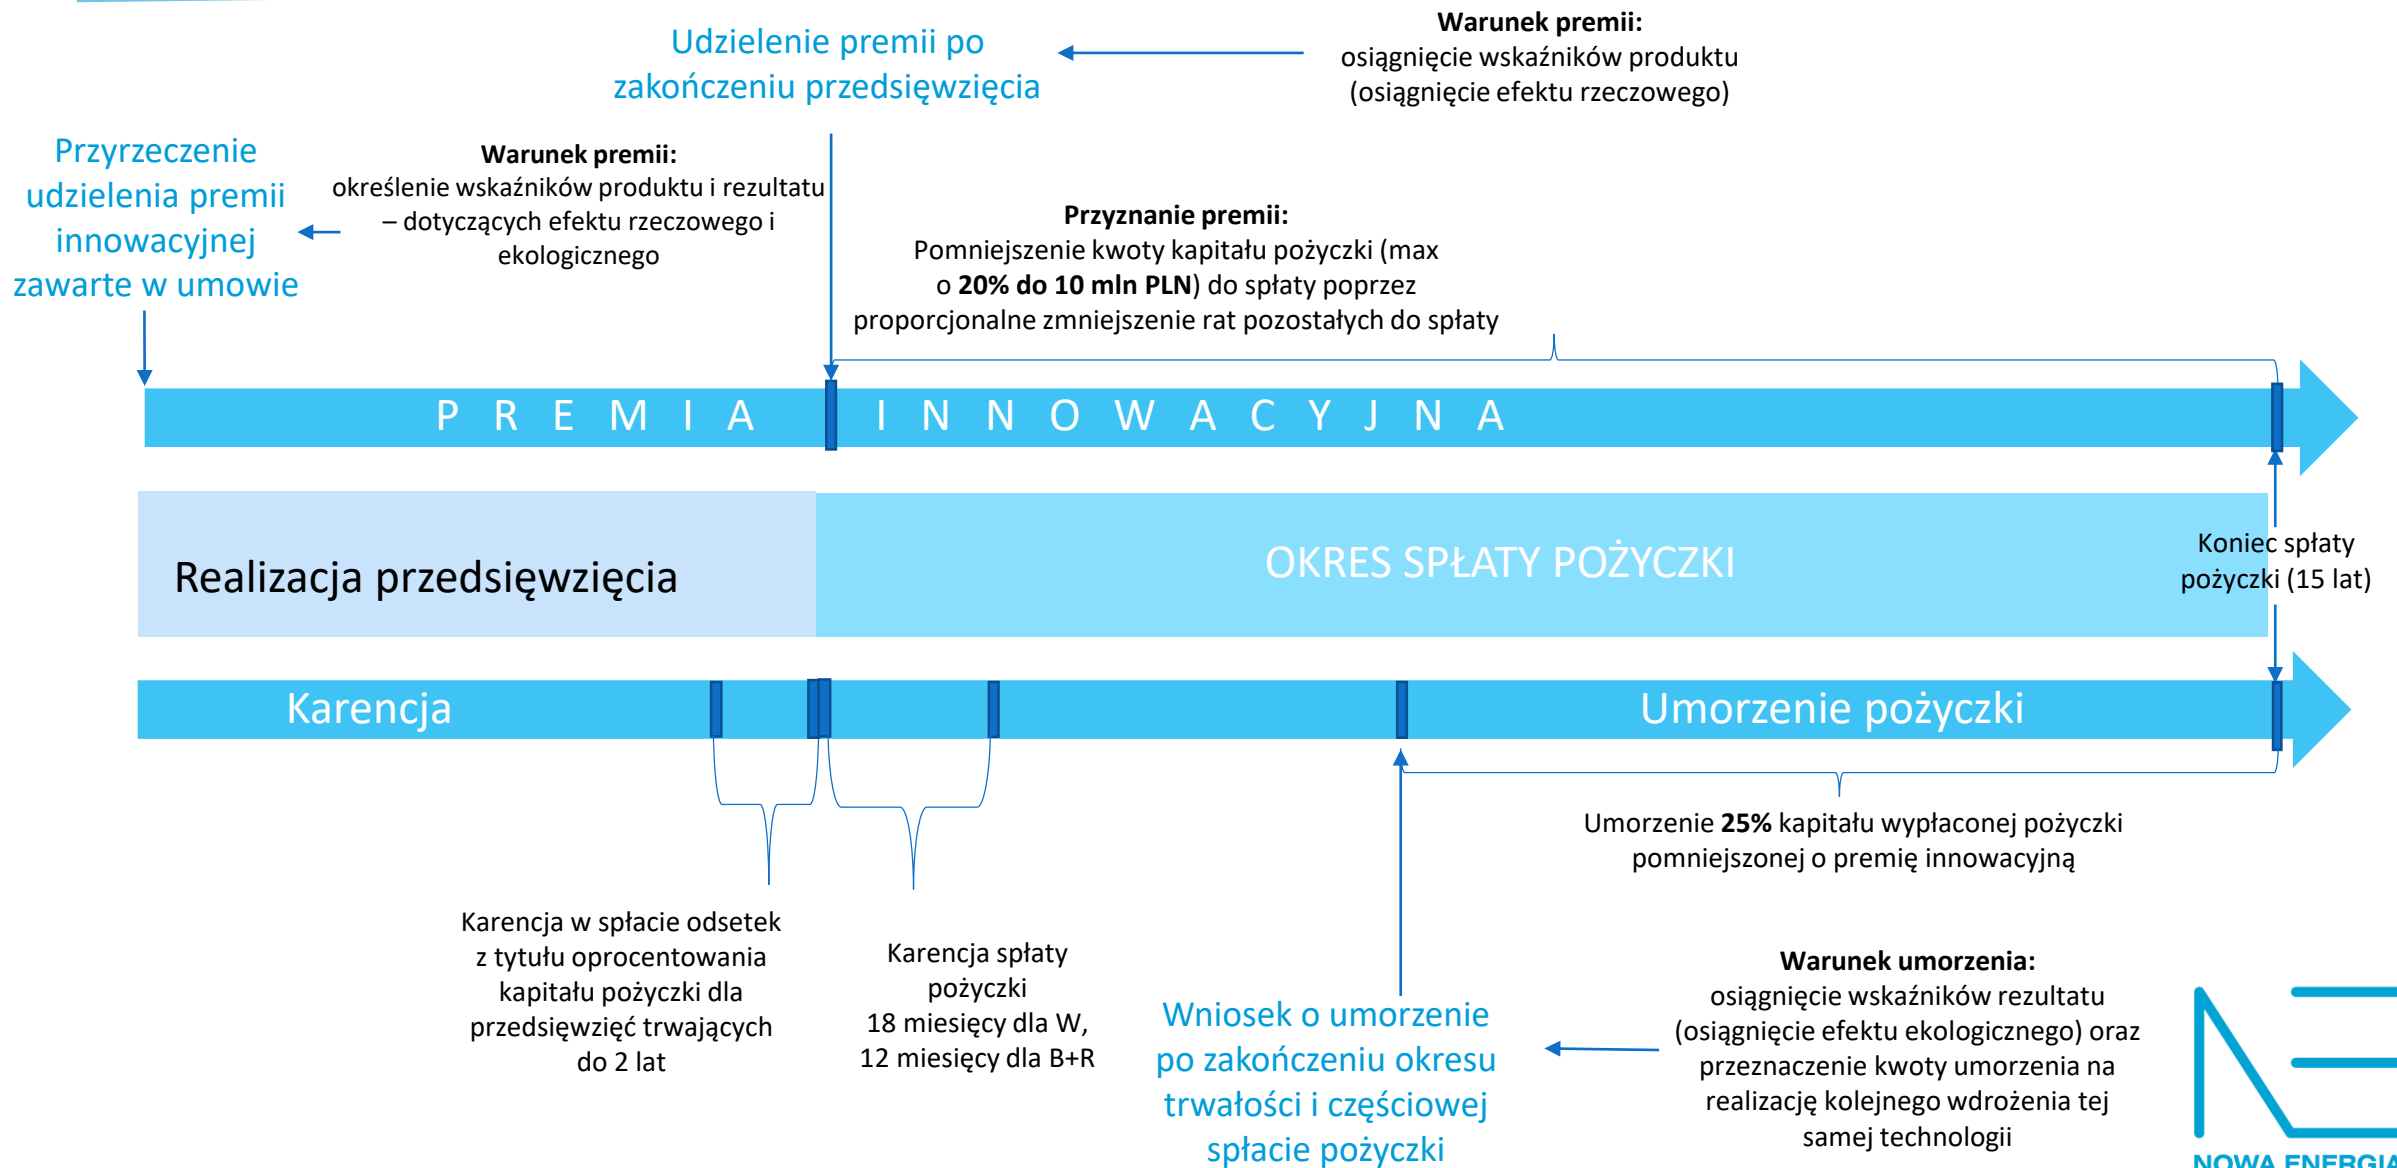 Warunek premii:
osiągnięcie wskaźników produktu
(osiągnięcie efektu rzeczowego)
Udzielenie premii po
zakończeniu przedsięwzięcia
Przyrzeczenie
udzielenia premii
innowacyjnej
zawarte w umowie
Warunek premii:
określenie wskaźników produktu i rezultatu
– dotyczących efektu rzeczowego i
ekologicznego
Przyznanie premii:
Pomniejszenie kwoty kapitału pożyczki (max
o 20% do 10 mln PLN) do spłaty poprzez
proporcjonalne zmniejszenie rat pozostałych do spłaty
P R E M I A I N N O W A C Y J N A
Realizacja przedsięwzięcia
OKRES SPŁATY POŻYCZKI
Koniec spłaty
pożyczki (15 lat)
Karencja
Umorzenie pożyczki
Umorzenie 25% kapitału wypłaconej pożyczki
pomniejszonej o premię innowacyjną
Karencja w spłacie odsetek
z tytułu oprocentowania
kapitału pożyczki dla
przedsięwzięć trwających
do 2 lat
Karencja spłaty
pożyczki
18 miesięcy dla W,
12 miesięcy dla B+R
Wniosek o umorzenie
po zakończeniu okresu
trwałości i częściowej
spłacie pożyczki
Warunek umorzenia:
osiągnięcie wskaźników rezultatu
(osiągnięcie efektu ekologicznego) oraz
przeznaczenie kwoty umorzenia na
realizację kolejnego wdrożenia tej
samej technologii
NE
NOWA ENERGIA